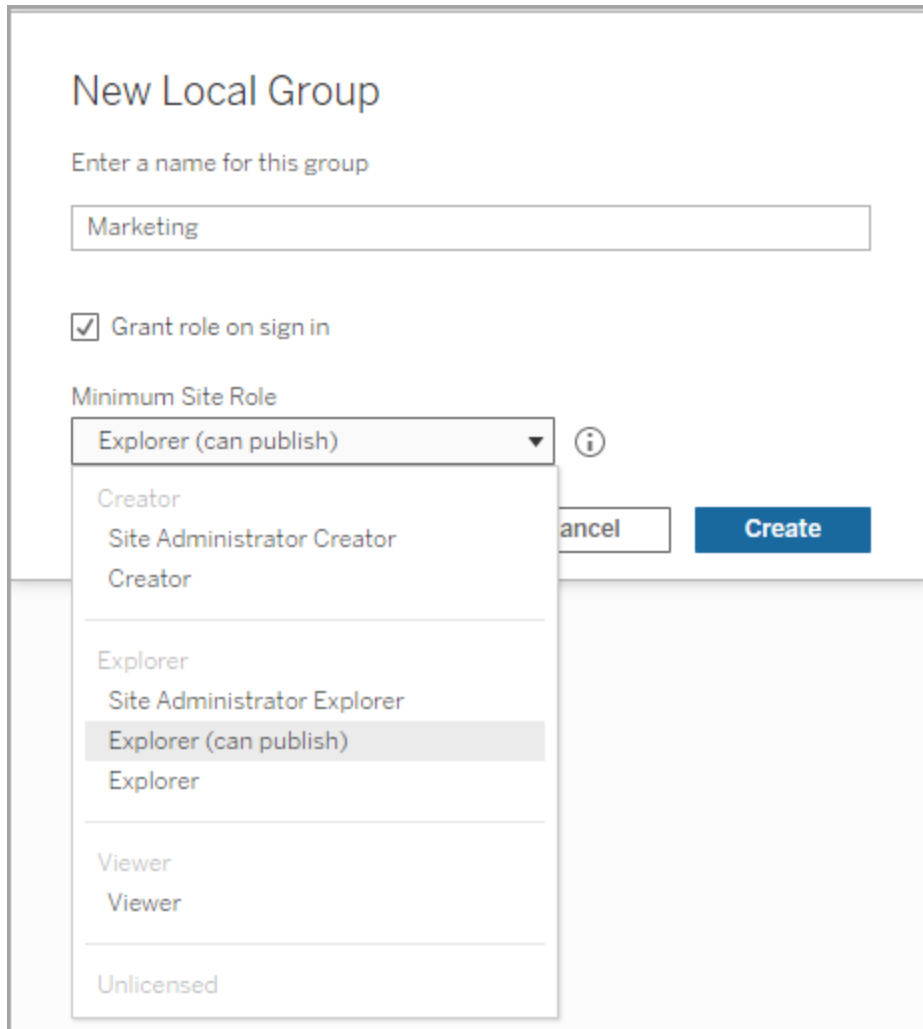 New Local Group
Enter a name for this group
Marketing
Grant role on sign in
Minimum Site Role
Explorer (can publish)
Creator
Site Administrator Creator
ancel Create
Creator
Explorer
Site Administrator Explorer
Explorer (can publish)
Explorer
Viewer
Viewer
Unlicensed